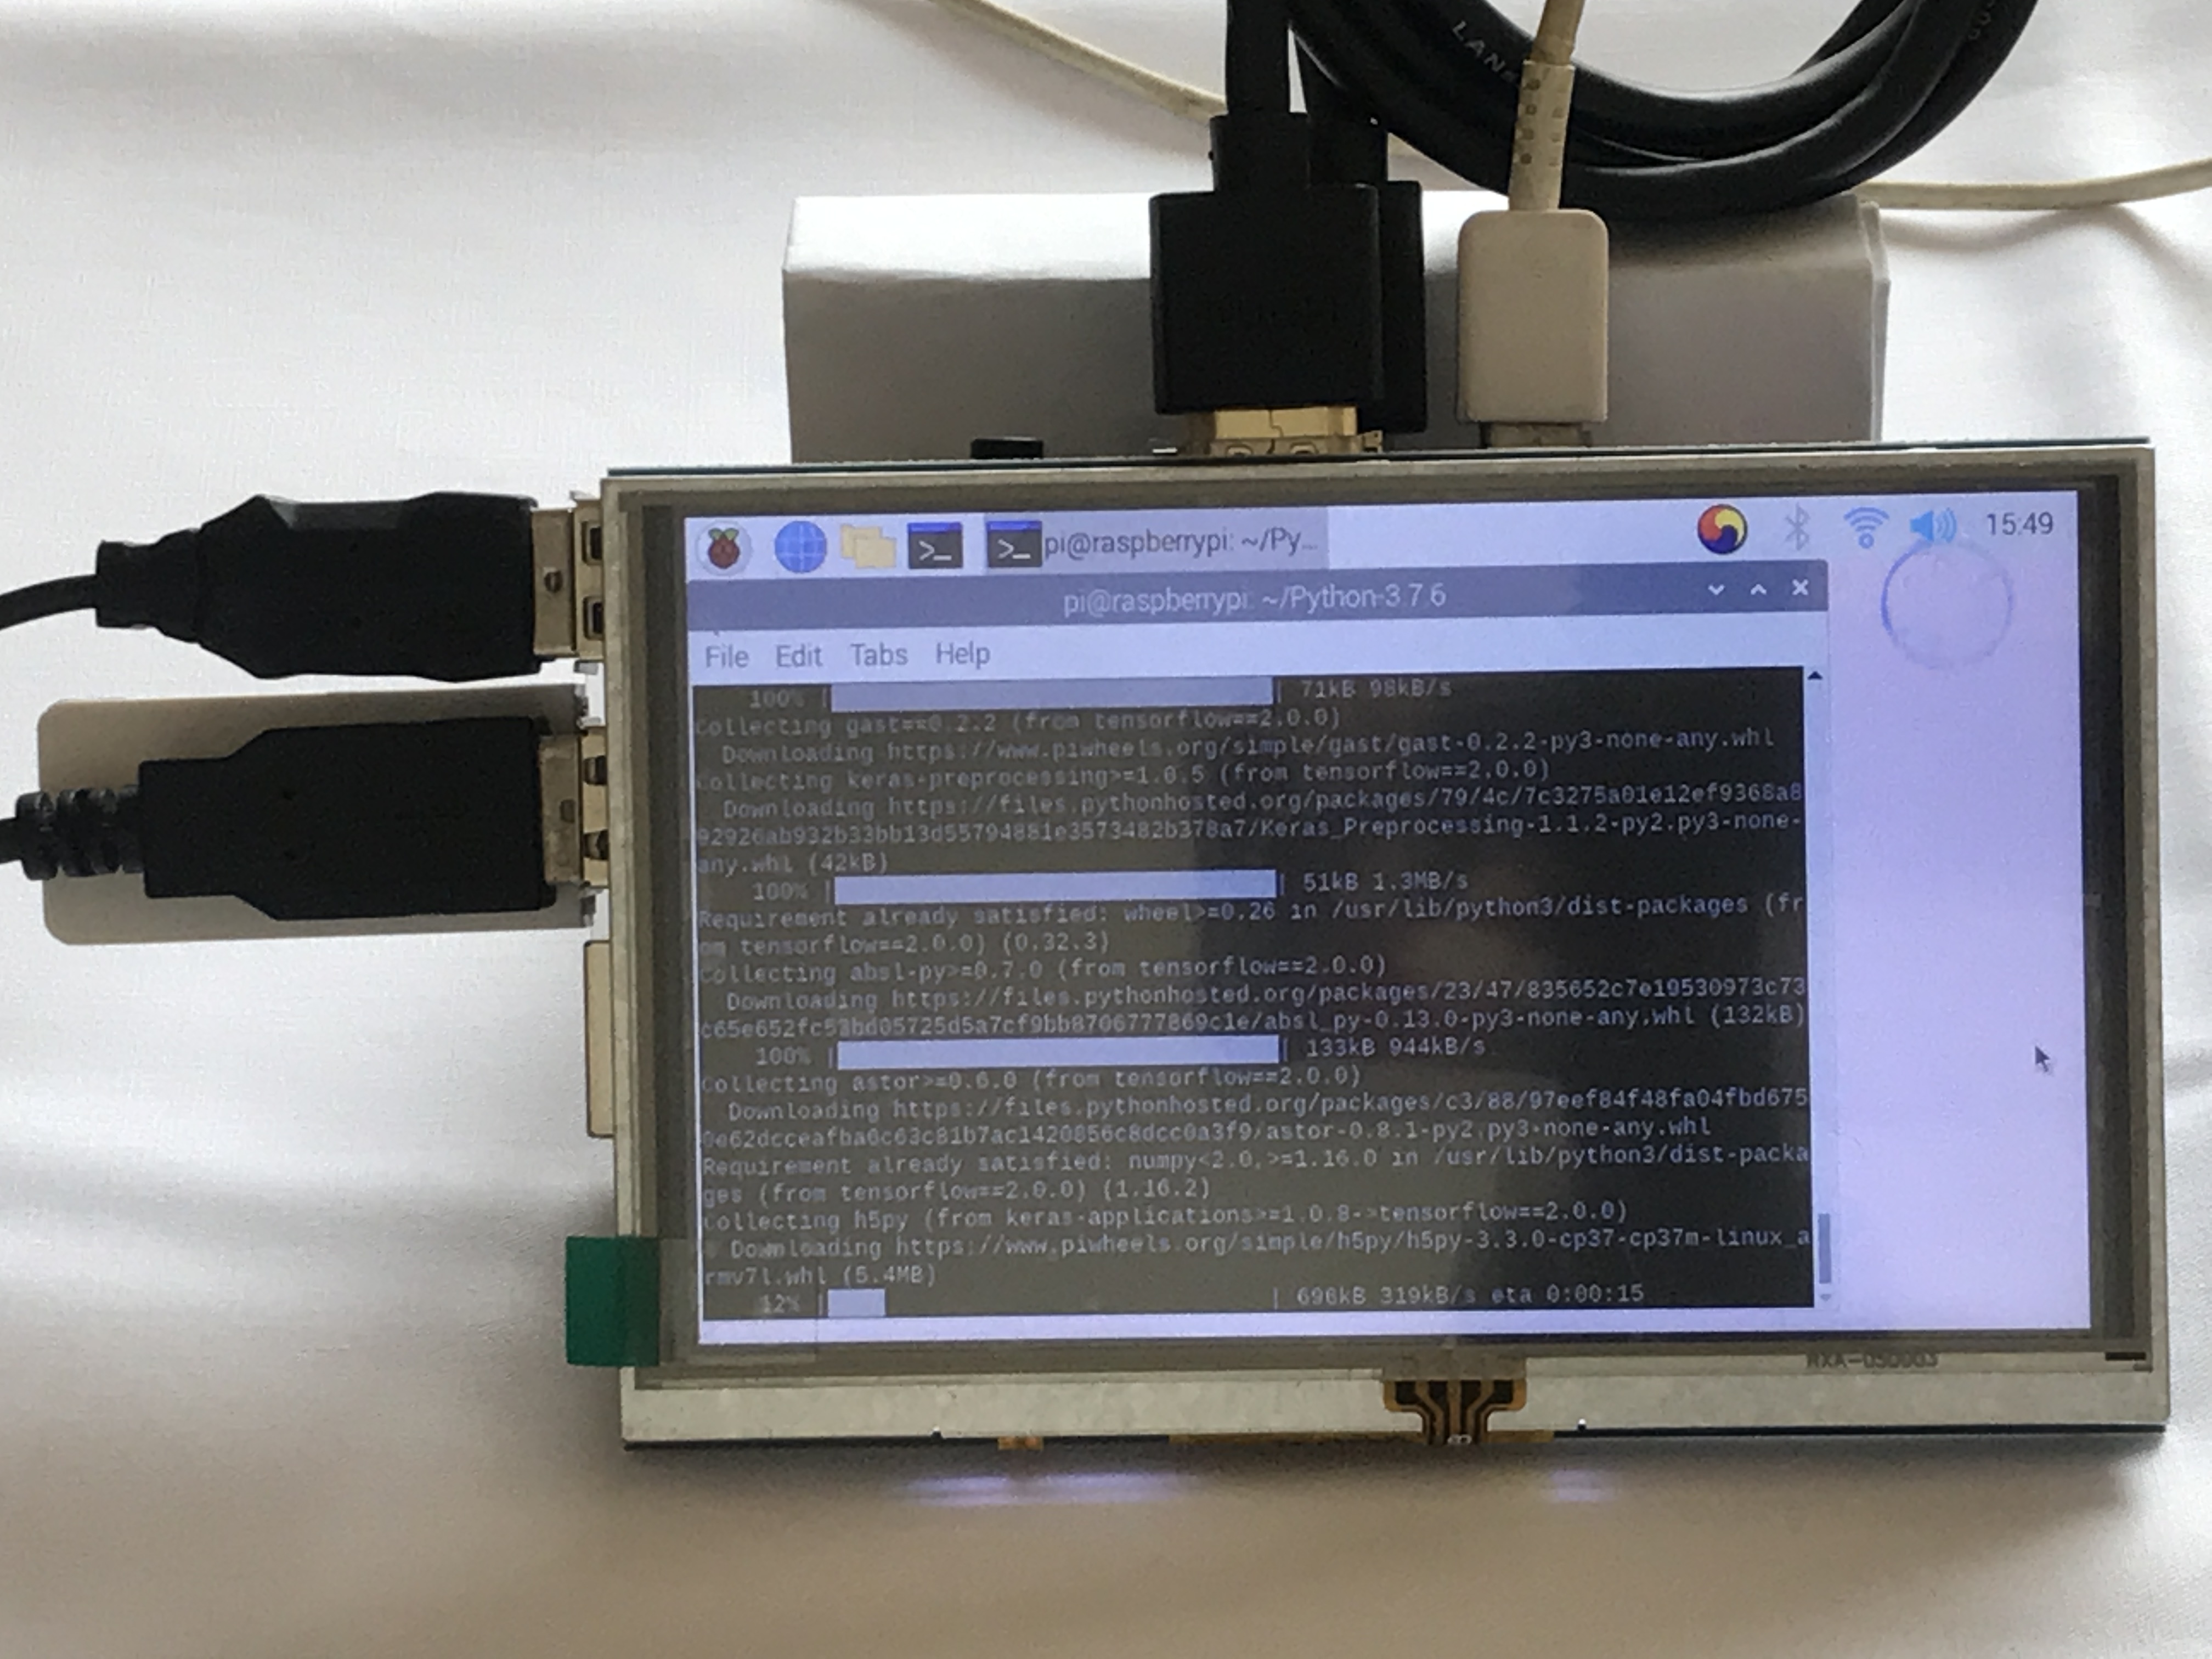 LAN
pi@raspberrypi: ~/Py...
15:49
pi@raspberrypi: ~/Python-3.7.6
File Edit Tabs Help
100% | | 71kB 98kB/s
Collecting gast==0.2.2 (from tensorflow==2.0.0)
Downloading https://www.piwheels.org/simple/gast/gast-0.2.2-py3-none-any.whl
Collecting keras-preprocessing>=1.0.5 (from tensorflow==2.0.0)
Downloading https://files.pythonhosted.org/packages/79/4c/7c3275a01e12ef9368a8
92926ab932b33bb13d55794881e3573482b378a7/Keras_Preprocessing-1.1.2-py2.py3-none-
any.whl (42kB)
100% | | 51kB 1.3MB/s
Requirement already satisfied: wheel>=0.26 in /usr/lib/python3/dist-packages (fr
om tensorflow==2.0.0) (0.32.3)
Collecting absl-py>=0.7.0 (from tensorflow==2.0.0)
Downloading https://files.pythonhosted.org/packages/23/47/835652c7e19530973c73
c65e652fc53bd05725d5a7cf9bb8706777869c1e/absl_py-0.13.0-py3-none-any.whl (132kB)
100% | | 133kB 944kB/s
Collecting astor>=0.6.0 (from tensorflow==2.0.0)
Downloading https://files.pythonhosted.org/packages/c3/88/97eef84f48fa04fbd675
0e62dcceafba6c63c81b7ac1420856c8dcc0a3f9/astor-0.8.1-py2.py3-none-any.whl
Requirement already satisfied: numpy<2.0,>=1.16.0 in /usr/lib/python3/dist-packa
ges (from tensorflow==2.0.0) (1.16.2)
Collecting h5py (from keras-applications>=1.0.8->tensorflow==2.0.0)
Downloading https://www.piwheels.org/simple/h5py/h5py-3.3.0-cp37-cp37m-linux_a
rmv7l.whl (5.4MB)
12% | | 696kB 319kB/s eta 0:00:15